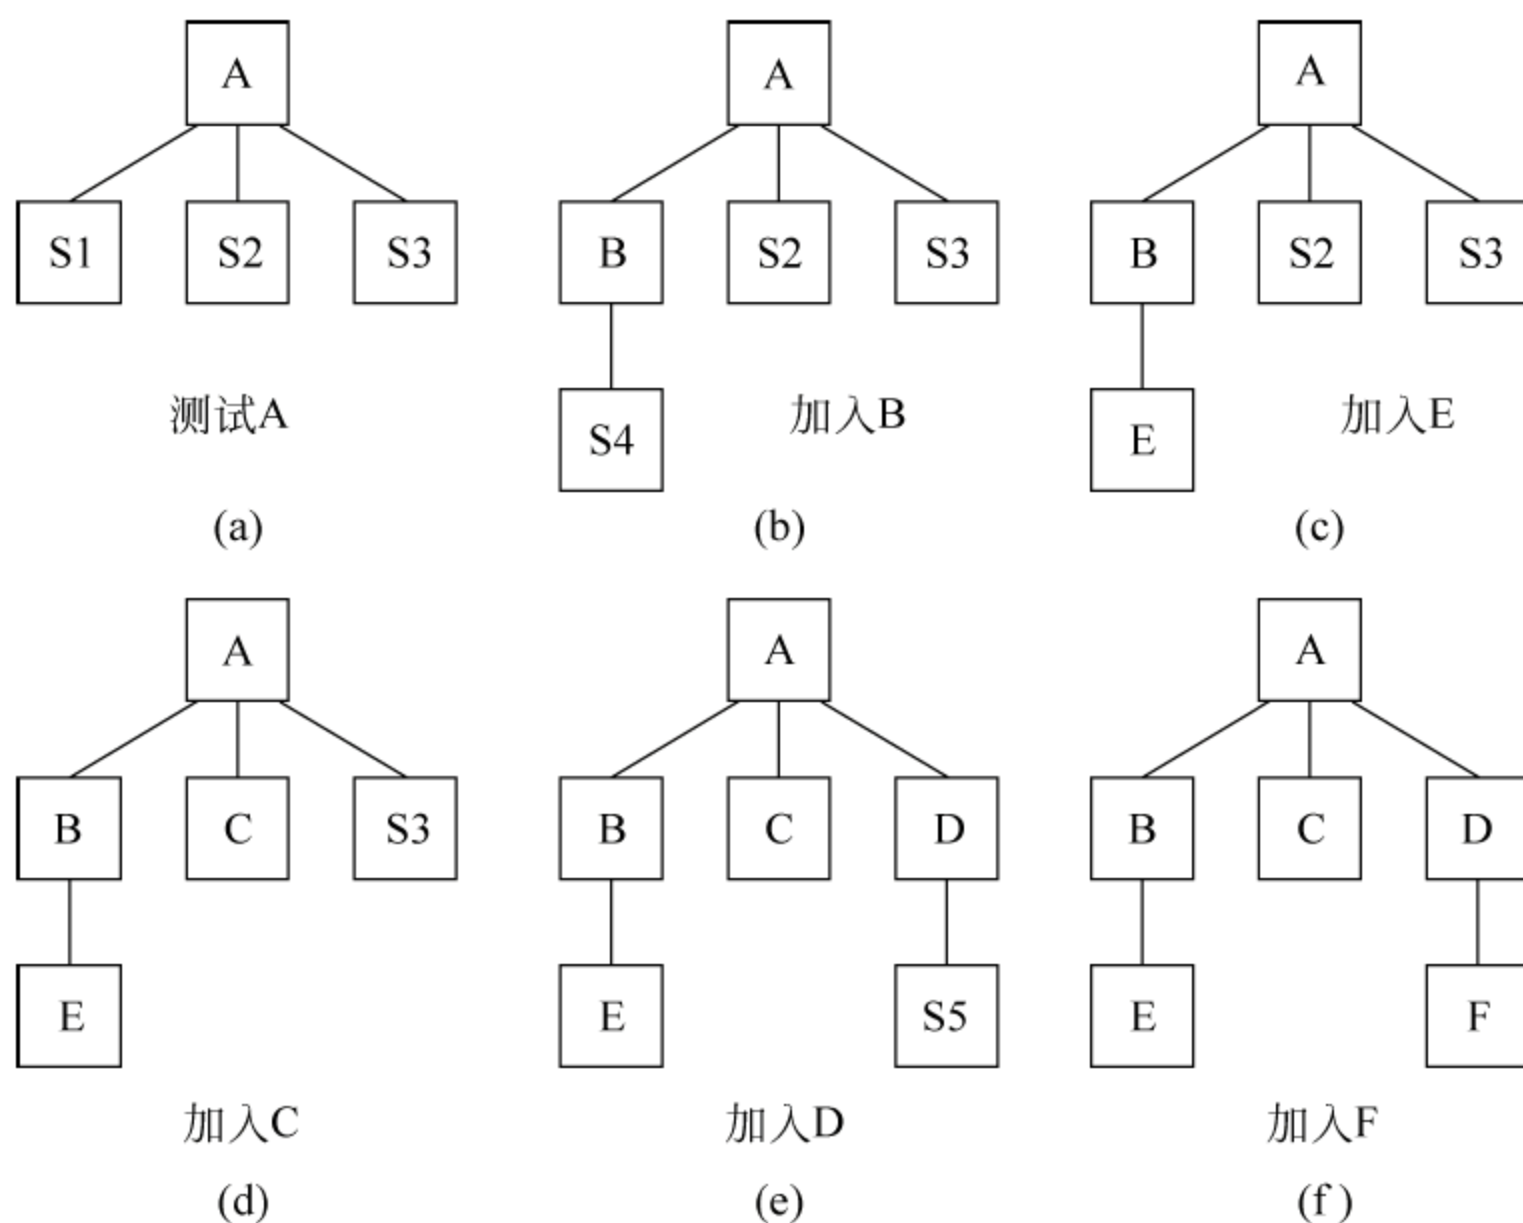 A A A
S1 S2 S3 B S2 S3 B S2 S3
测试A 加入B 加入E
S4 E
(a) (b) (c)
A A A
B C S3 B C D B C D
E E S5 E F
加入C 加入D 加入F
(d) (e) (f)